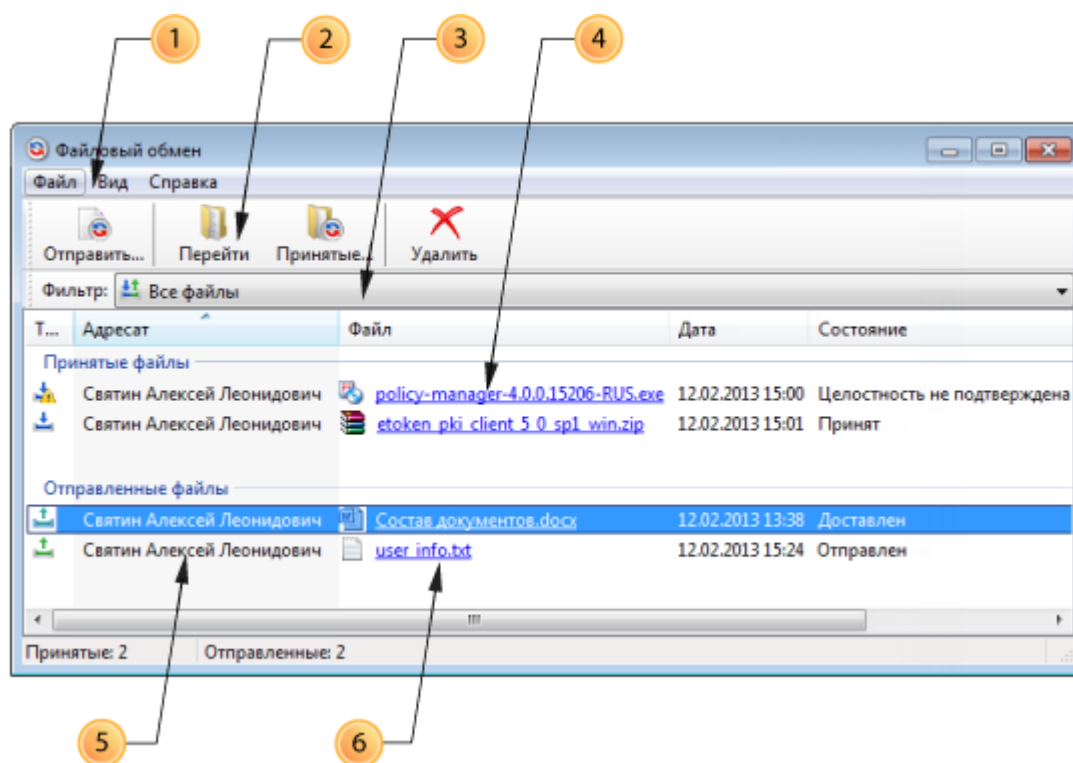 1 2 3 4
Файловый обмен
Файл Вид Справка
Отправить... Перейти Принятые... Удалить
Фильтр: Все файлы
Т... Адресат Файл Дата Состояние
Принятые файлы
Святин Алексей Леонидович policy-manager-4.0.0.15206-RUS.exe 12.02.2013 15:00 Целостность не подтверждена
Святин Алексей Леонидович etoken_pki_client_5_0_sp1_win.zip 12.02.2013 15:01 Принят
Отправленные файлы
Святин Алексей Леонидович Состав документов.docx 12.02.2013 13:38 Доставлен
Святин Алексей Леонидович user_info.txt 12.02.2013 15:24 Отправлен
Принятые: 2 Отправленные: 2
5 6